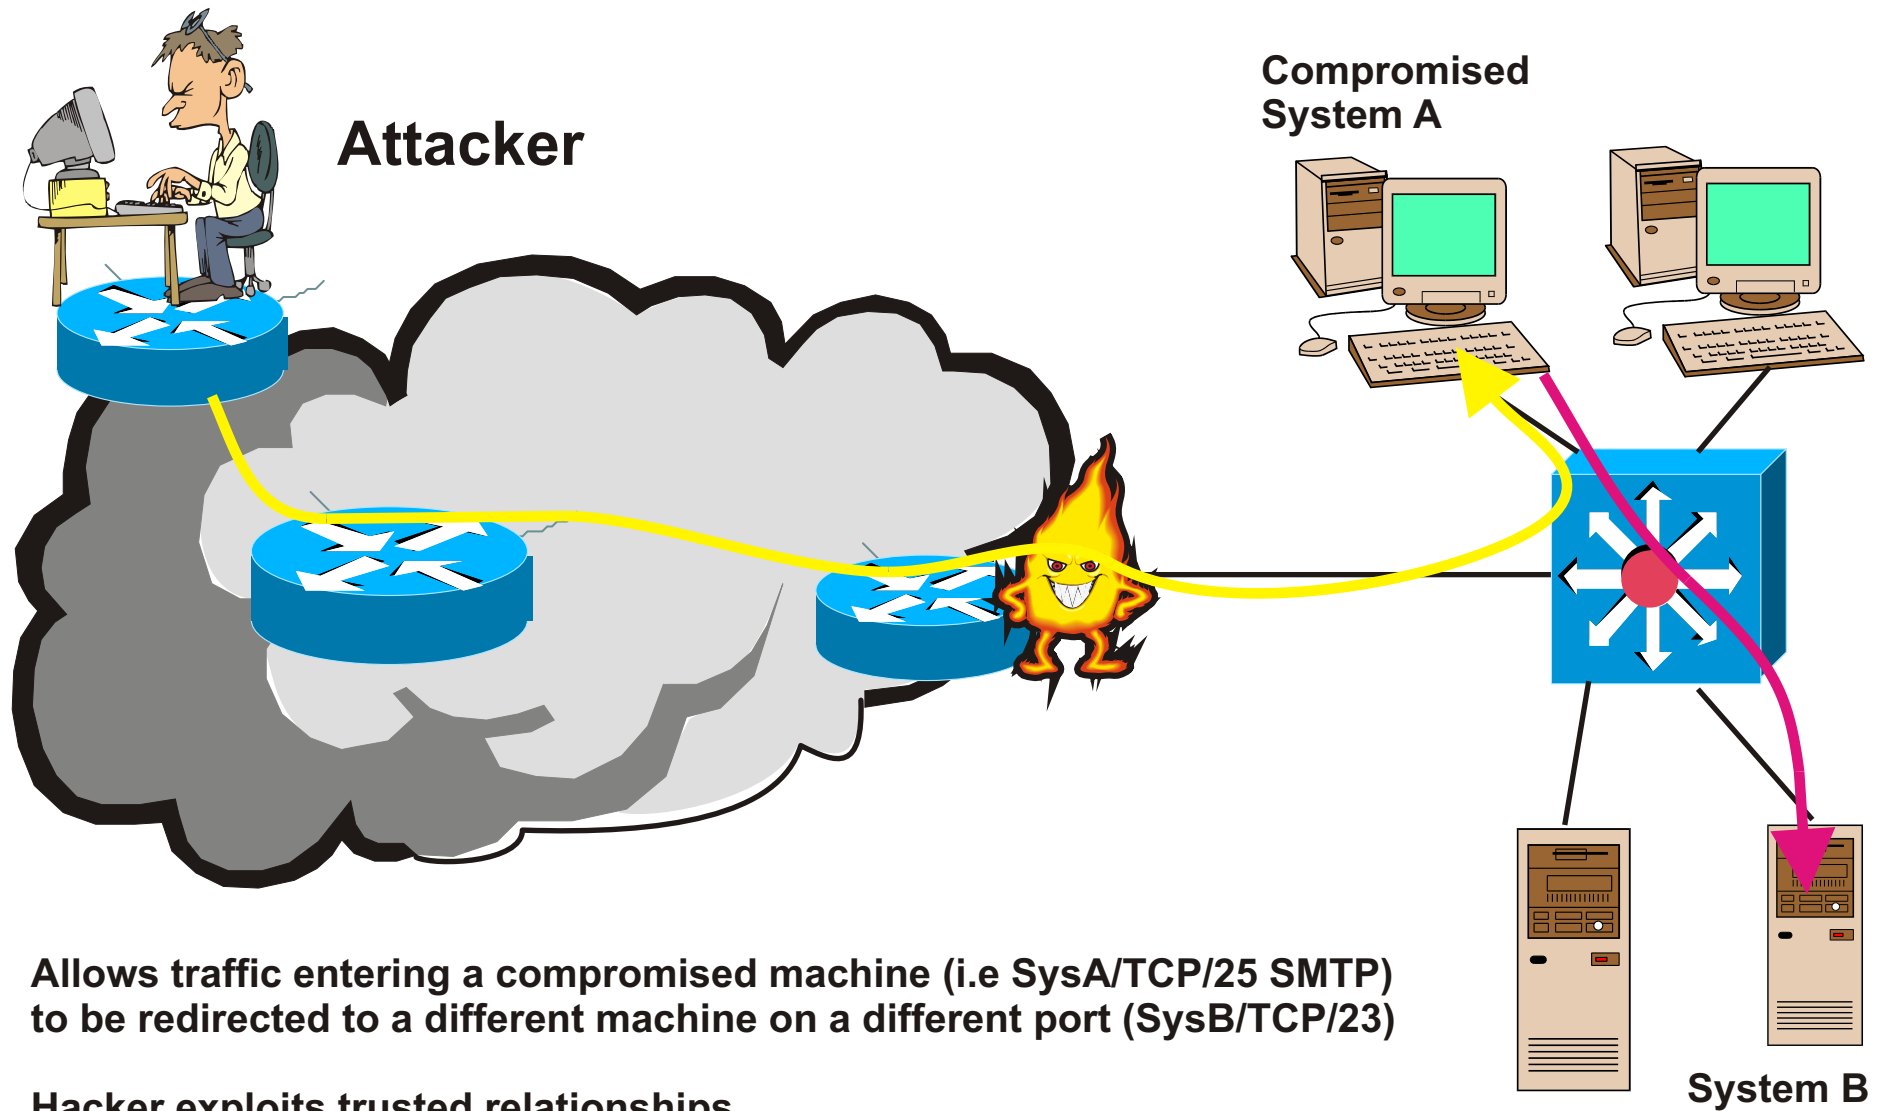 Attacker
Compromised
System A
Allows traffic entering a compromised machine (i.e SysA/TCP/25 SMTP)
to be redirected to a different machine on a different port (SysB/TCP/23)
System B
Hacker exploits trusted relationships